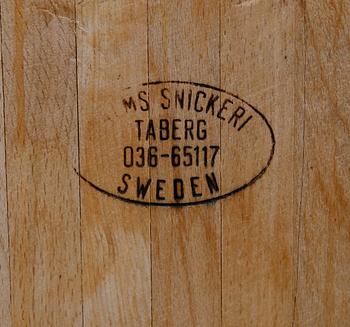 MS SNICKERI
TABERG
036-65117
SWEDEN